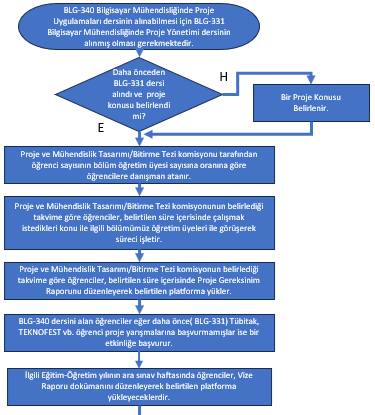 BLG-340 Bilgisayar Mühendisliğinde Proje
Uygulamaları dersinin alınabilmesi için BLG-331
Bilgisayar Mühendisliğinde Proje Yönetimi dersinin
alınmış olması gerekmektedir.
Daha önceden
BLG-331 dersi
alındı ve proje
konusu belirlendi
mi?
H
Bir Proje Konusu
Belirlenir.
E
Proje ve Mühendislik Tasarımı/Bitirme Tezi komisyonu tarafından
öğrenci sayısının bölüm öğretim üyesi sayısına oranına göre
öğrencilere danışman atanır.
Proje ve Mühendislik Tasarımı/Bitirme Tezi komisyonunun belirlediği
takvime göre öğrenciler, belirtilen süre içerisinde çalışmak
istedikleri konu ile ilgili bölümümüz öğretim üyeleri ile görüşerek
süreci işletir.
Proje ve Mühendislik Tasarımı/Bitirme Tezi komisyonun belirlediği
takvime göre öğrenciler, belirtilen süre içerisinde Proje Gereksinim
Raporunu düzenleyerek belirtilen platforma yükler.
BLG-340 dersini alan öğrenciler eğer daha önce( BLG-331) Tübitak,
TEKNOFEST vb. öğrenci proje yarışmalarına başvurmamışlar ise bir
etkinliğe başvurur.
İlgili Eğitim-Öğretim yılının ara sınav haftasında öğrenciler, Vize
Raporu dokümanını düzenleyerek belirtilen platforma
yükleyeceklerdir.